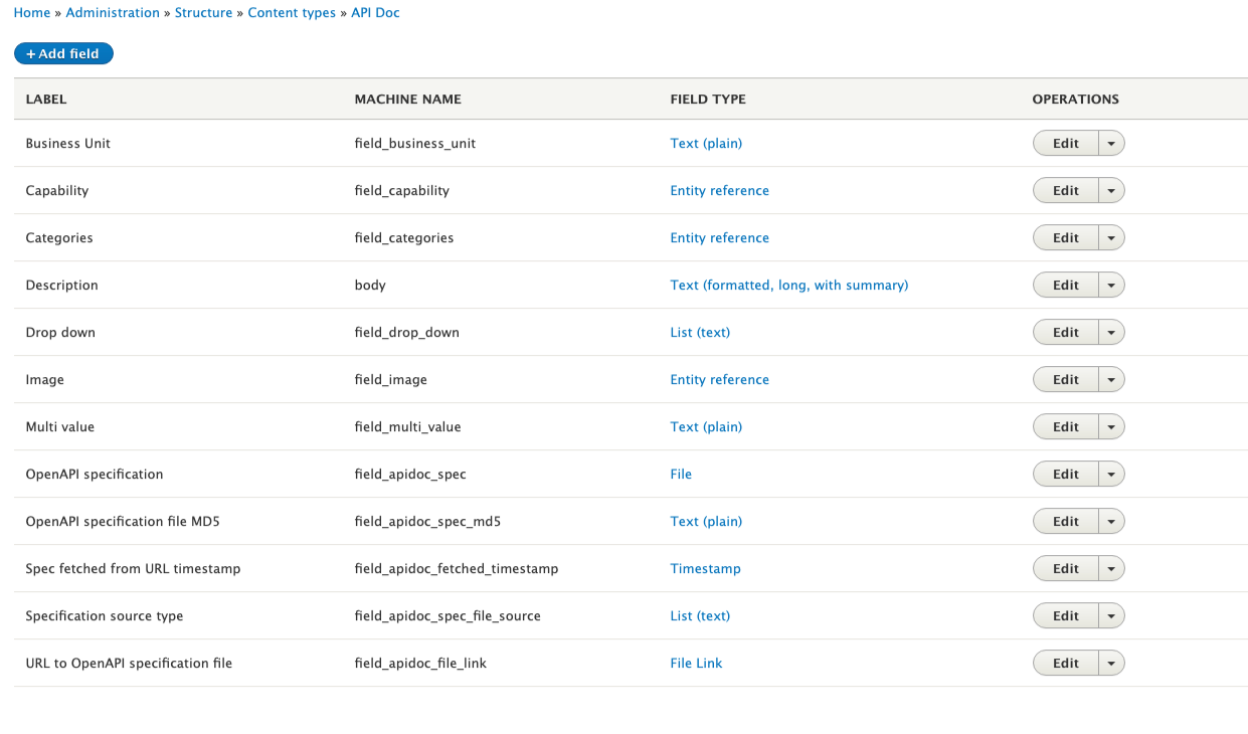 Home » Administration » Structure » Content types » API Doc
+ Add field
LABEL MACHINE NAME FIELD TYPE OPERATIONS
Business Unit field_business_unit Text (plain) Edit
Capability field_capability Entity reference Edit
Categories field_categories Entity reference Edit
Description body Text (formatted, long, with summary) Edit
Drop down field_drop_down List (text) Edit
Image field_image Entity reference Edit
Multi value field_multi_value Text (plain) Edit
OpenAPI specification field_apidoc_spec File Edit
OpenAPI specification file MD5 field_apidoc_spec_md5 Text (plain) Edit
Spec fetched from URL timestamp field_apidoc_fetched_timestamp Timestamp Edit
Specification source type field_apidoc_spec_file_source List (text) Edit
URL to OpenAPI specification file field_apidoc_file_link File Link Edit